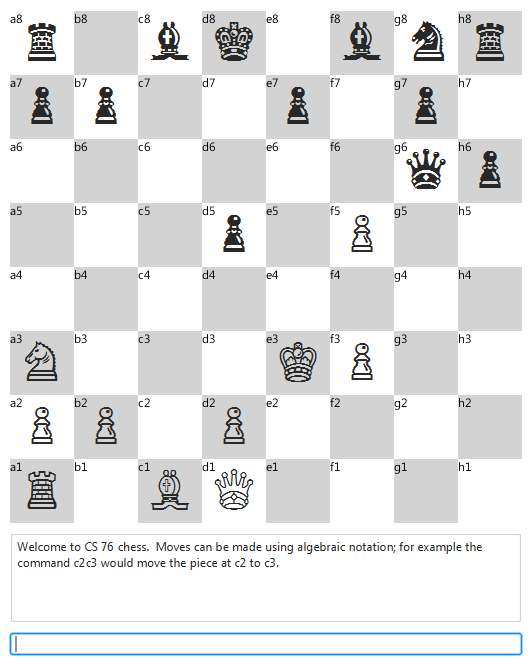 a8 b8 c8 d8 e8 f8 g8 h8
a7 b7 c7 d7 e7 f7 g7 h7
a6 b6 c6 d6 e6 f6 g6 h6
a5 b5 c5 d5 e5 f5 g5 h5
a4 b4 c4 d4 e4 f4 g4 h4
a3 b3 c3 d3 e3 f3 g3 h3
a2 b2 c2 d2 e2 f2 g2 h2
a1 b1 c1 d1 e1 f1 g1 h1
Welcome to CS 76 chess.  Moves can be made using algebraic notation; for example the
command c2c3 would move the piece at c2 to c3.